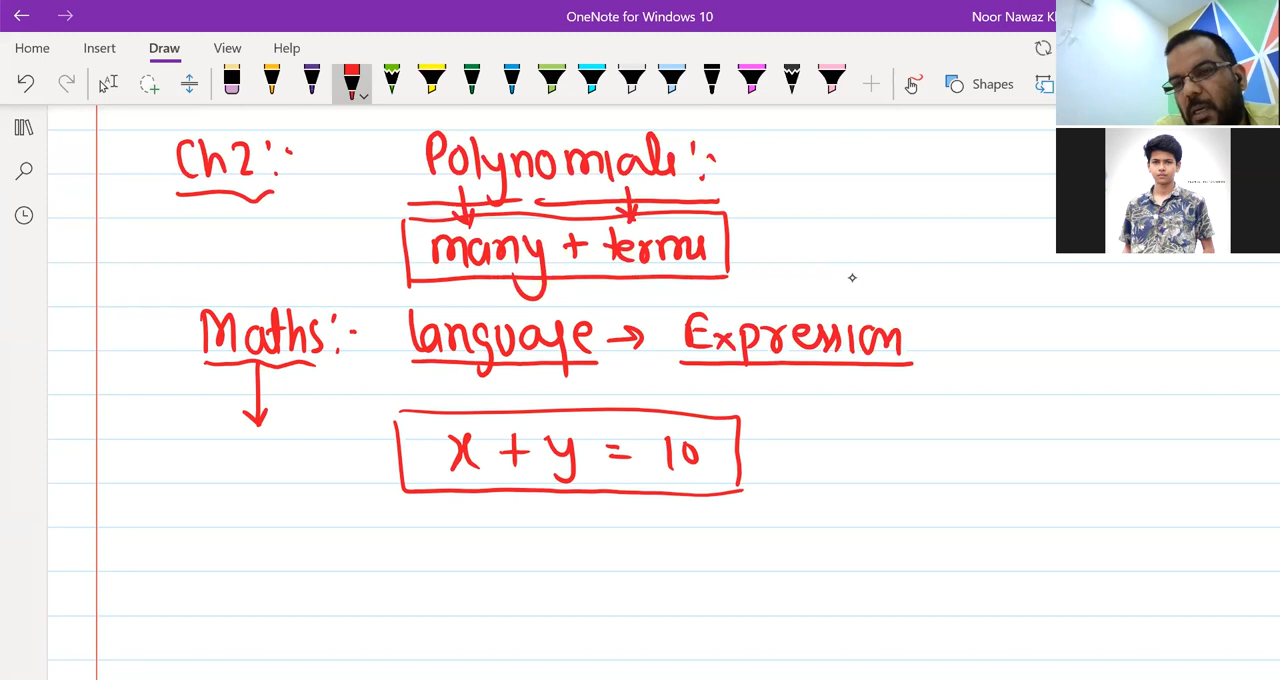 OneNote for Windows 10
Noor Nawaz Kh
Home Insert Draw View Help
Shapes
Ch2:
Polynomials:
many + terms
Maths:- language → Expression
x + y = 10